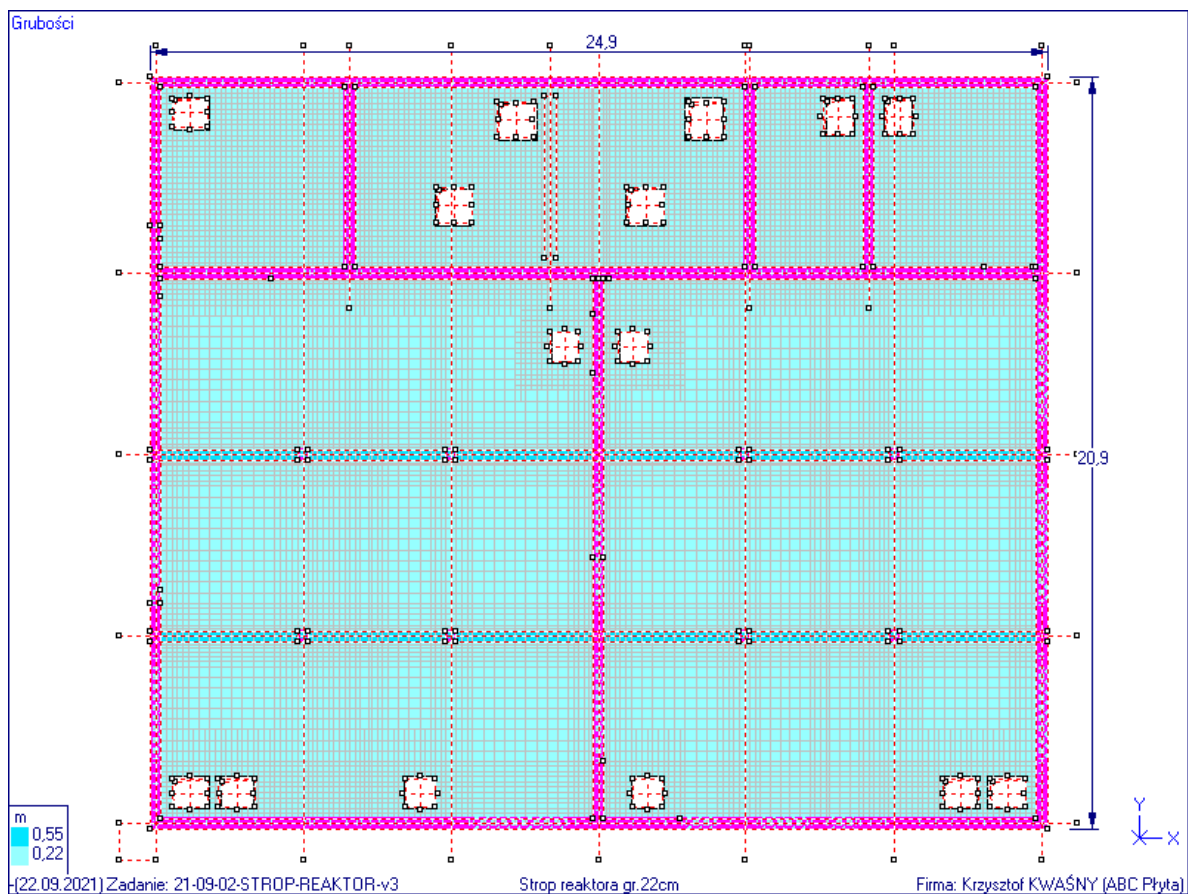 Grubości
24,9
20,9
m
0,55
0,22
Y
X
-(22.09.2021) Zadanie: 21-09-02-STROP-REAKTOR-v3 Strop reaktora gr.22cm Firma: Krzysztof KWAŚNY (ABC Płyta)